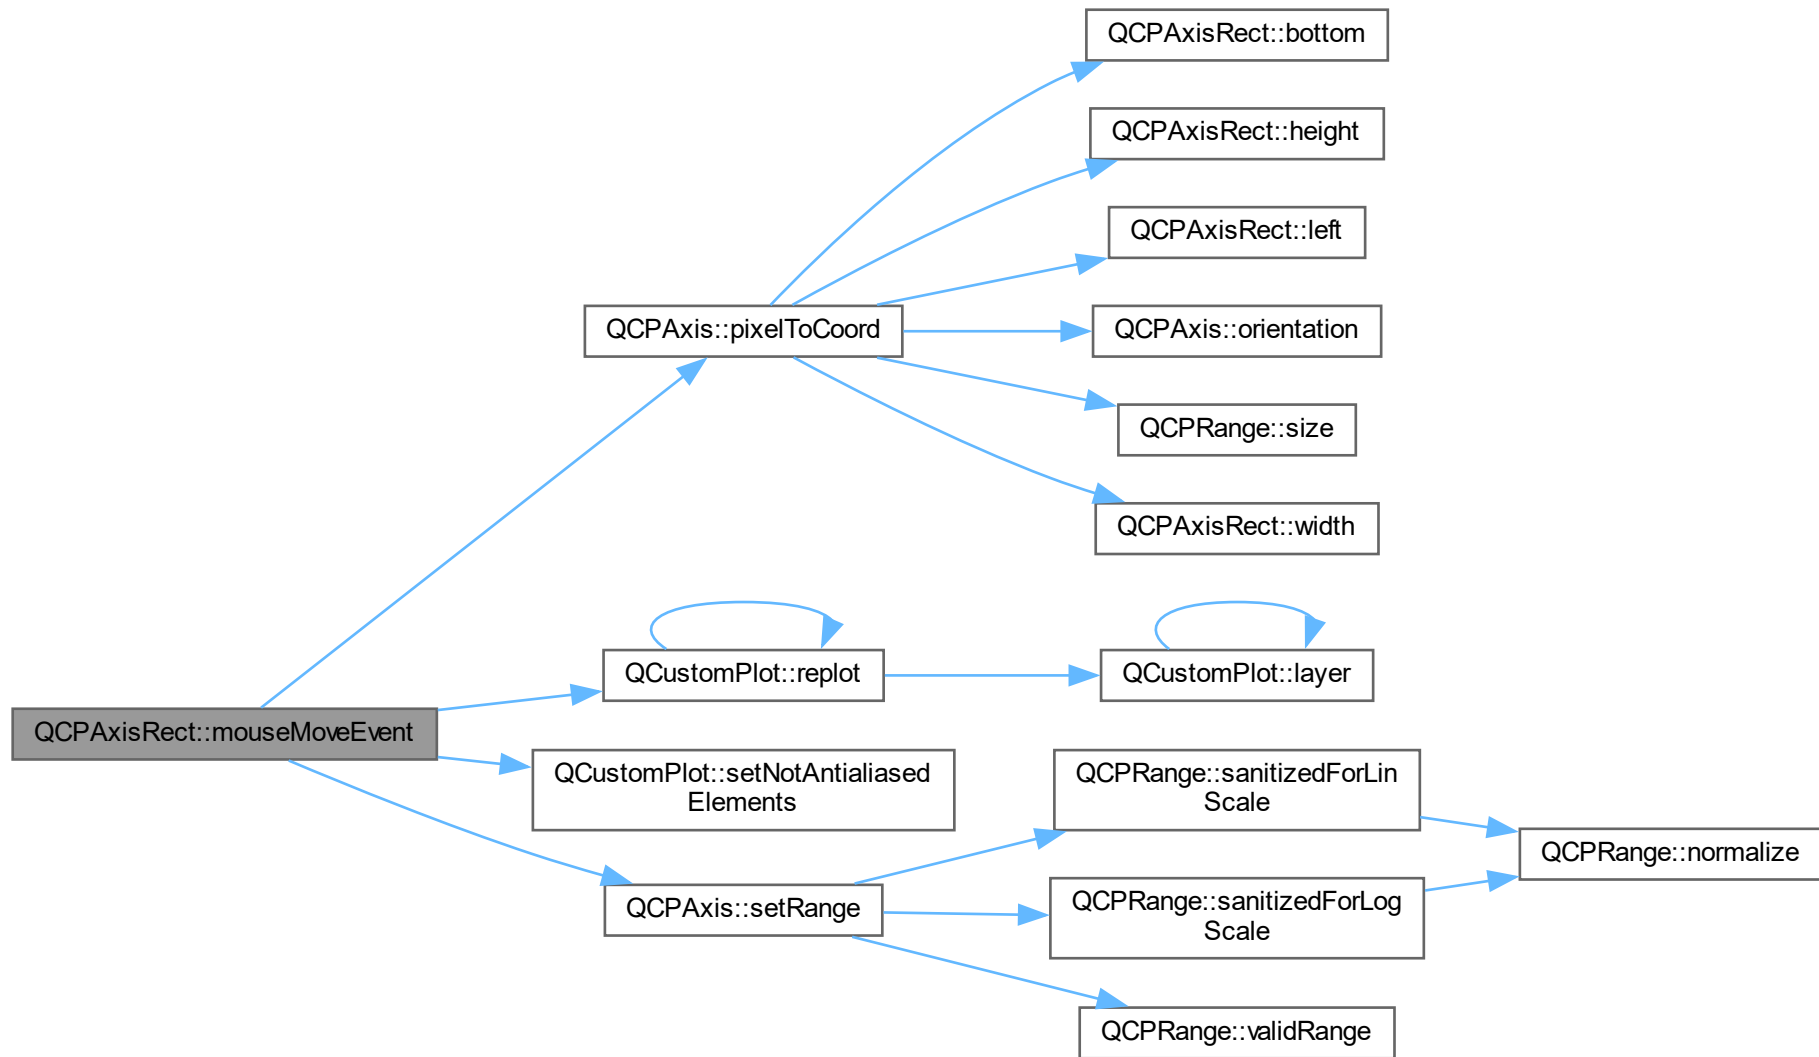 QCPAxisRect::bottom
QCPAxisRect::height
QCPAxisRect::left
QCPAxis::pixelToCoord
QCPAxis::orientation
QCPRange::size
QCPAxisRect::width
QCustomPlot::replot
QCustomPlot::layer
QCPAxisRect::mouseMoveEvent
QCustomPlot::setNotAntialiased
Elements
QCPRange::sanitizedForLin
Scale
QCPRange::normalize
QCPAxis::setRange
QCPRange::sanitizedForLog
Scale
QCPRange::validRange